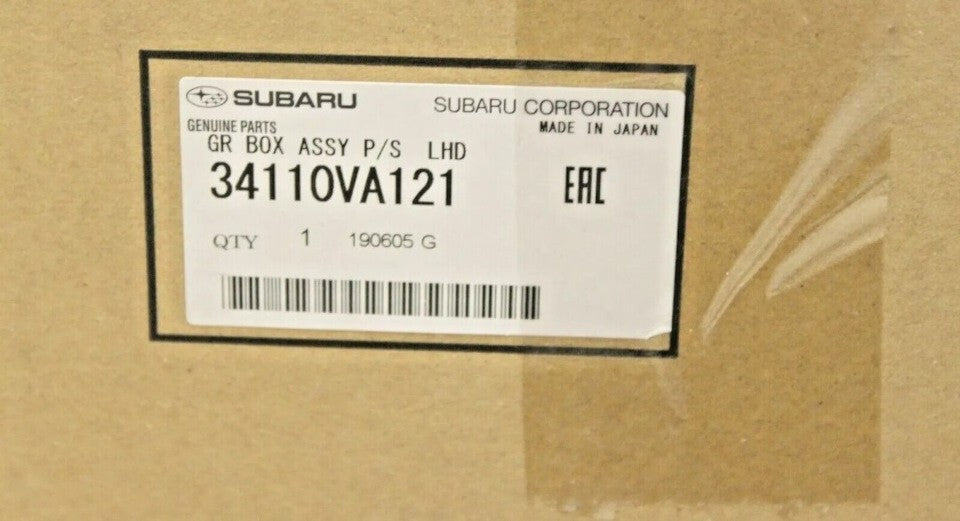 SUBARU SUBARU CORPORATION
GENUINE PARTS MADE IN JAPAN
GR BOX ASSY P/S LHD
34110VA121 EAC
QTY 1 190605 G